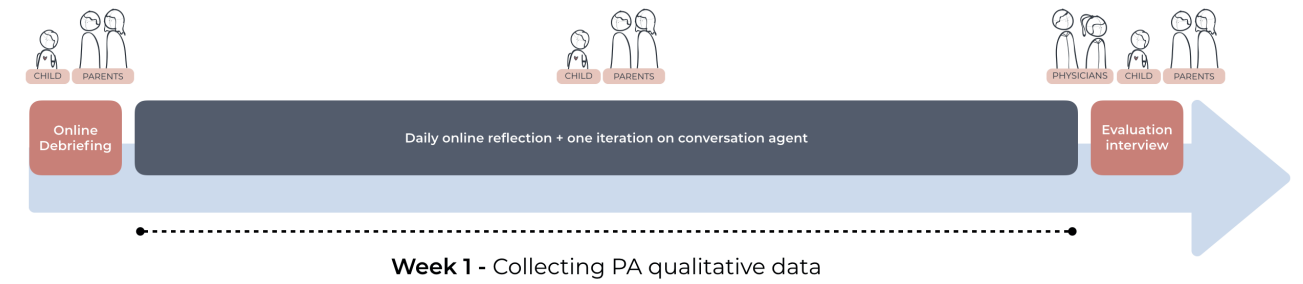 CHILD PARENTS
CHILD PARENTS
PHYSICIANS CHILD PARENTS
Online
Debriefing
Daily online reflection + one iteration on conversation agent
Evaluation
interview
Week 1 - Collecting PA qualitative data